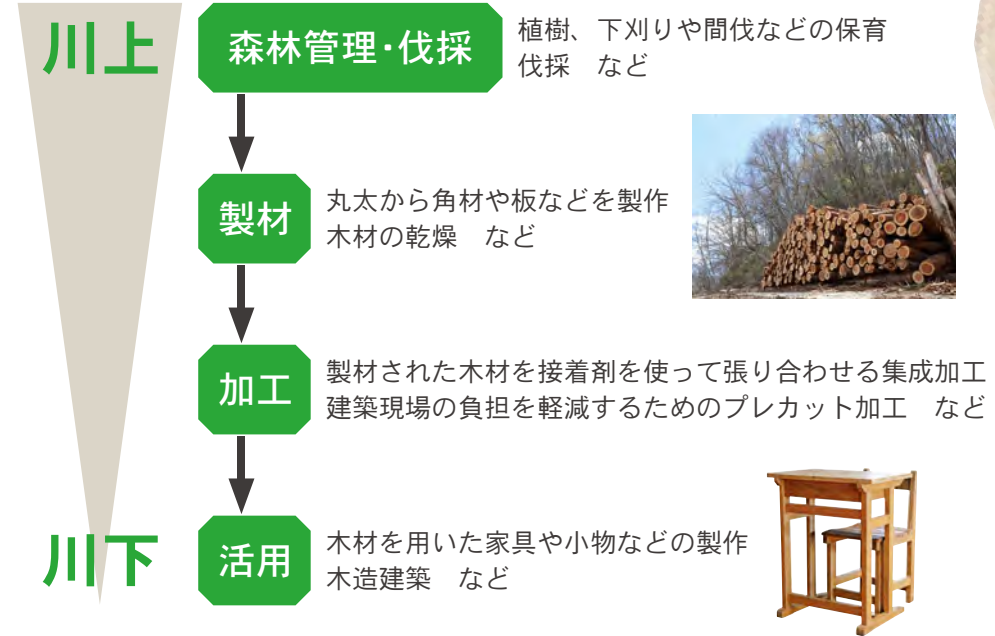 川上
森林管理・伐採
植樹、下刈りや間伐などの保育
伐採　など
製材
丸太から角材や板などを製作
木材の乾燥　など
加工
製材された木材を接着剤を使って張り合わせる集成加工
建築現場の負担を軽減するためのプレカット加工　など
川下
活用
木材を用いた家具や小物などの製作
木造建築　など